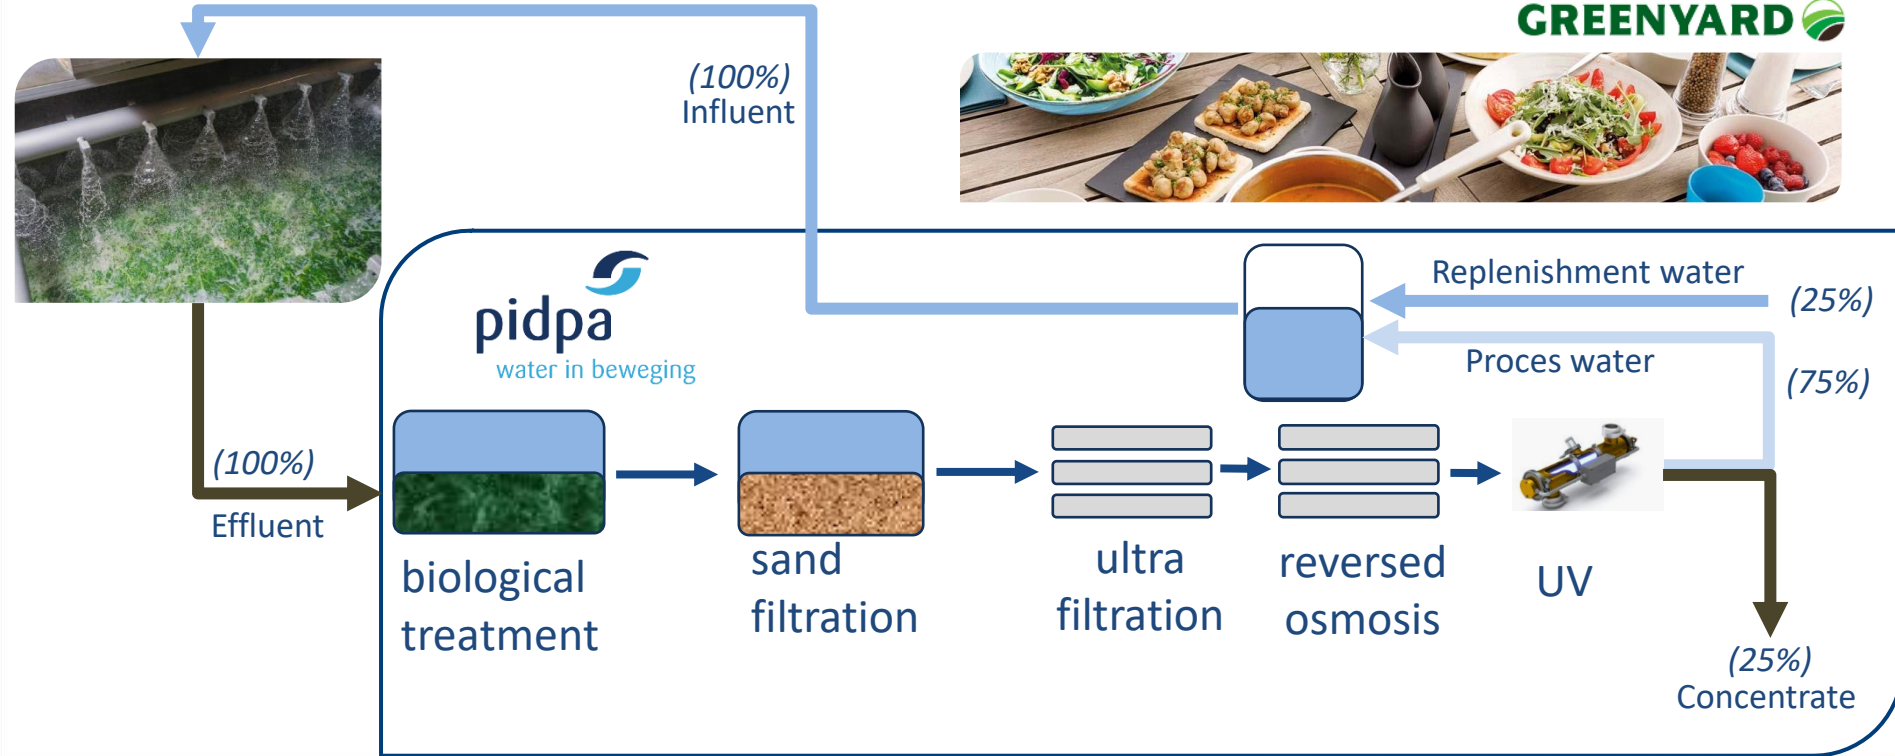 GREENYARD
(100%)
Influent
pidpa
water in beweging
Replenishment water
(25%)
Proces water
(75%)
(100%)
Effluent
biological
treatment
sand
filtration
ultra
filtration
reversed
osmosis
UV
(25%)
Concentrate